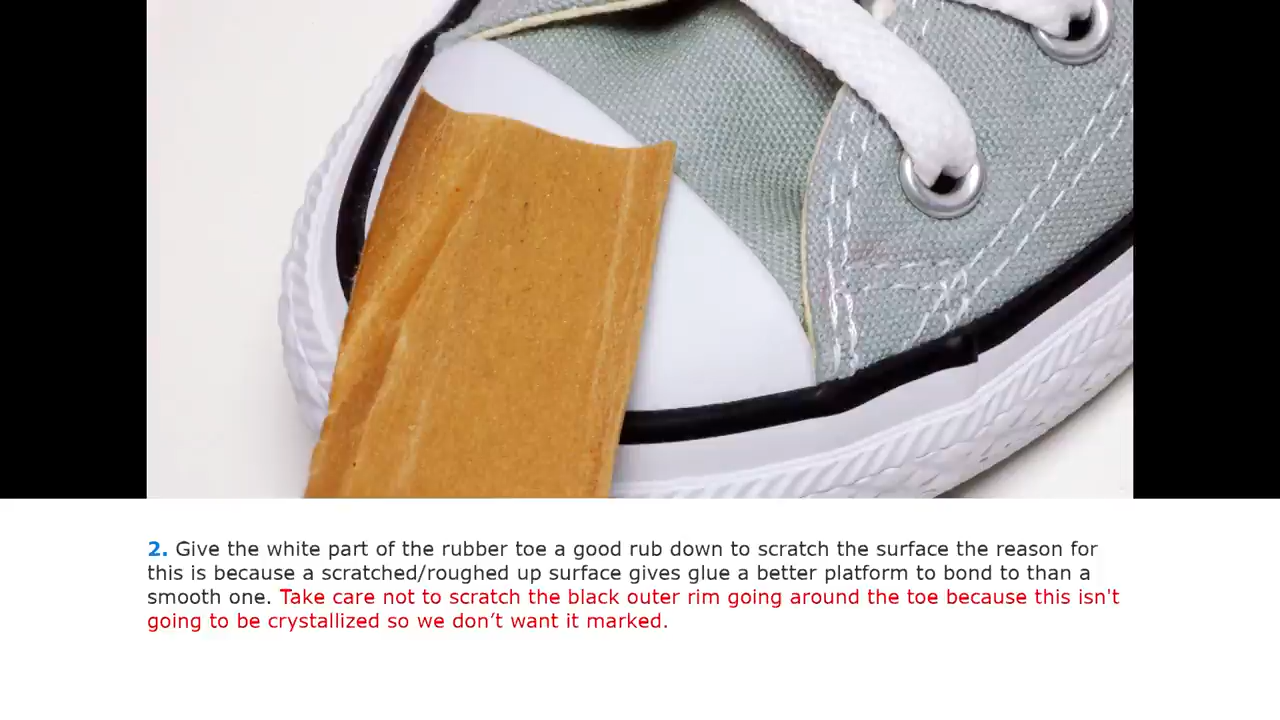 2. Give the white part of the rubber toe a good rub down to scratch the surface the reason for
this is because a scratched/roughed up surface gives glue a better platform to bond to than a
smooth one. Take care not to scratch the black outer rim going around the toe because this isn't
going to be crystallized so we don’t want it marked.